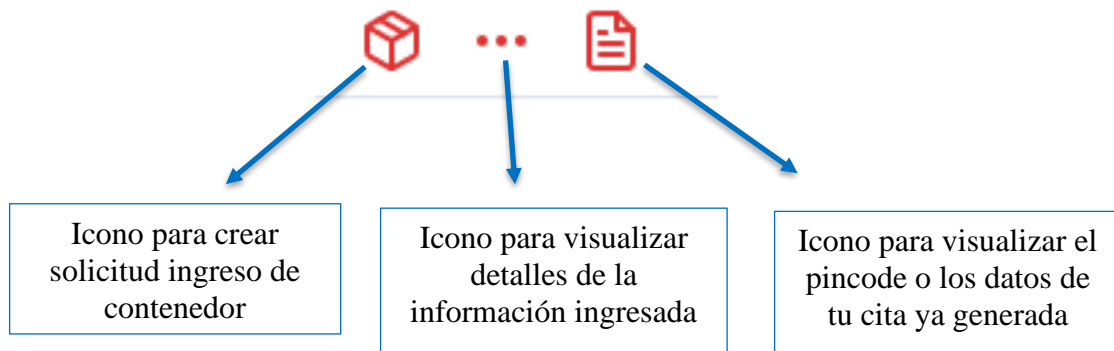 Icono para crear
solicitud ingreso de
contenedor
Icono para visualizar
detalles de la
información ingresada
Icono para visualizar el
pincode o los datos de
tu cita ya generada